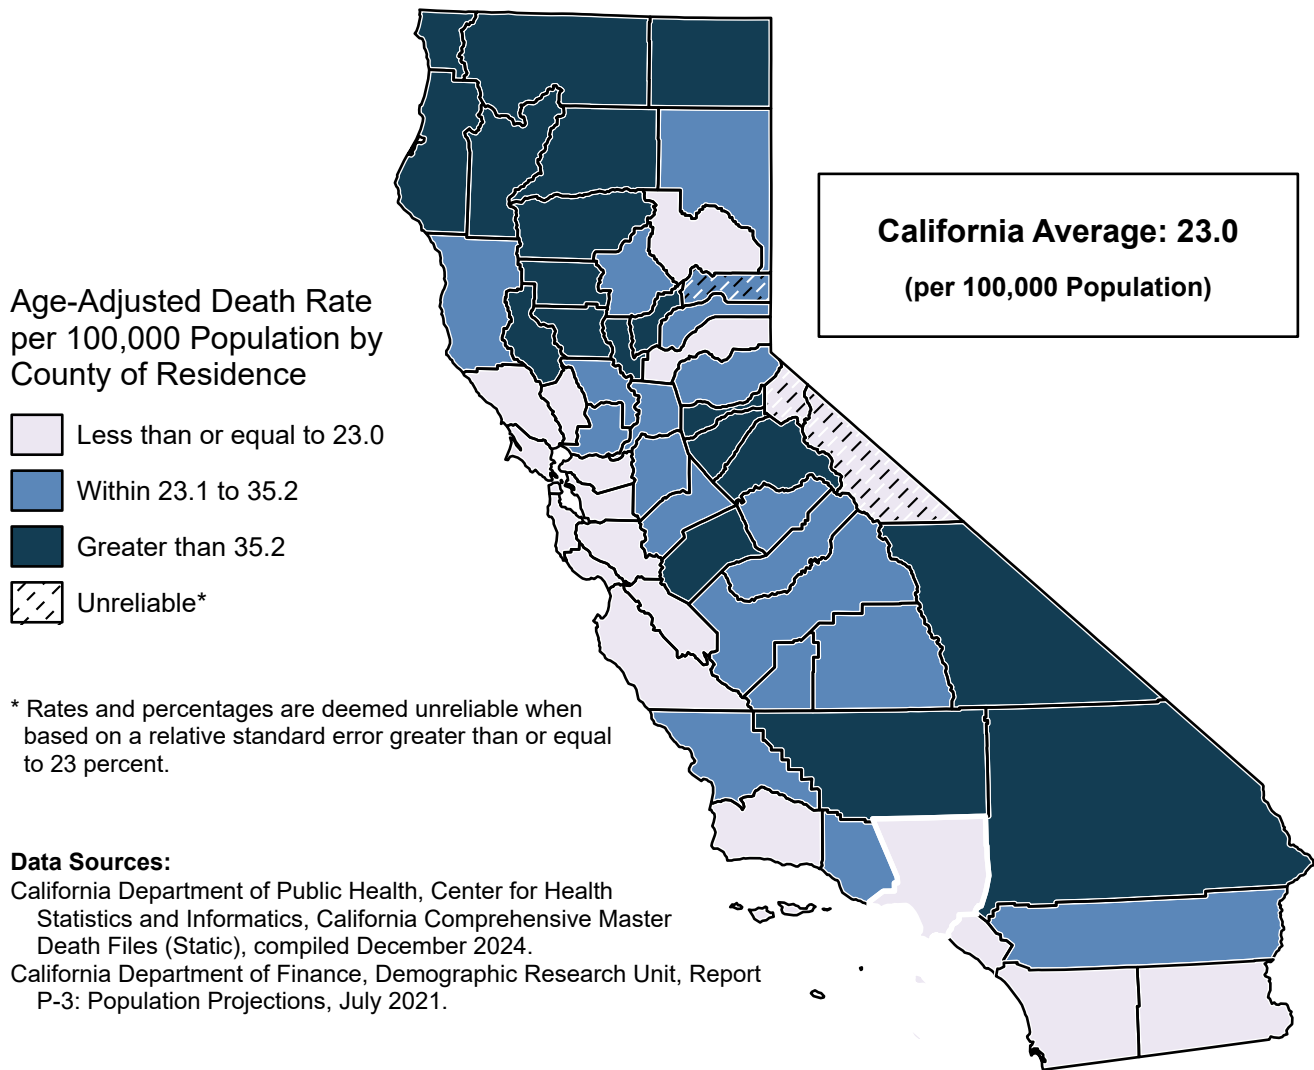 California Average: 23.0
(per 100,000 Population)
Age-Adjusted Death Rate
per 100,000 Population by
County of Residence
Less than or equal to 23.0
Within 23.1 to 35.2
Greater than 35.2
Unreliable*
* Rates and percentages are deemed unreliable when
based on a relative standard error greater than or equal
to 23 percent.
Data Sources:
California Department of Public Health, Center for Health
Statistics and Informatics, California Comprehensive Master
Death Files (Static), compiled December 2024.
California Department of Finance, Demographic Research Unit, Report
P-3: Population Projections, July 2021.